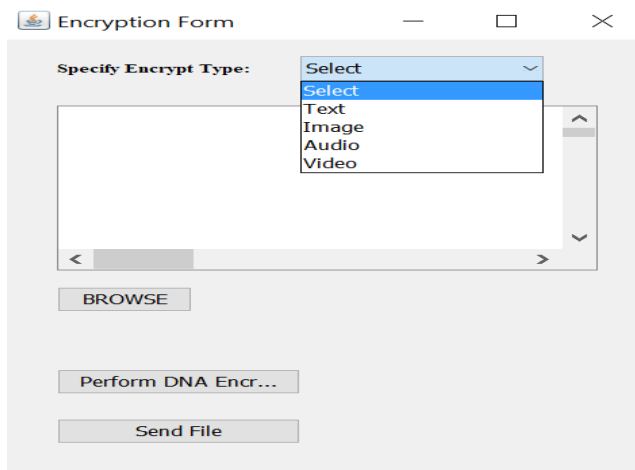 Encryption Form
Specify Encrypt Type: Select
Select
Text
Image
Audio
Video
BROWSE
Perform DNA Encr...
Send File